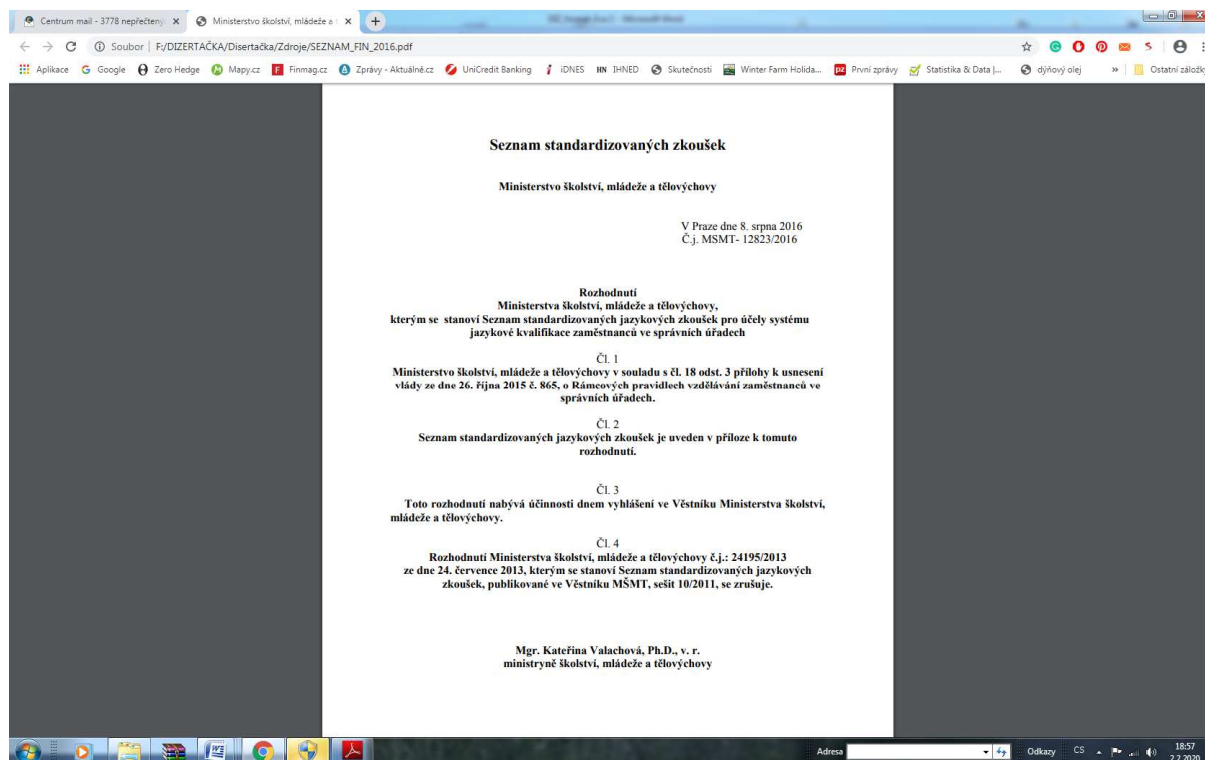 Centrum mail - 3778 nepřečtený
Ministerstvo školství, mládeže a t
Soubor | F:/DIZERTAČKA/Disertačka/Zdroje/SEZNAM_FIN_2016.pdf
Aplikace Google Zero Hedge Mapy.cz Finmag.cz Zprávy - Aktuálně.cz UniCredit Banking iDNES HN IHNED Skutečnosti Winter Farm Holida... pz První zprávy Statistika & Data |... dýňový olej » Ostatní záložky
Seznam standardizovaných zkoušek
Ministerstvo školství, mládeže a tělovýchovy
V Praze dne 8. srpna 2016
Č.j. MSMT- 12823/2016
Rozhodnutí
Ministerstva školství, mládeže a tělovýchovy,
kterým se stanoví Seznam standardizovaných jazykových zkoušek pro účely systému
jazykové kvalifikace zaměstnanců ve správních úřadech
Čl. 1
Ministerstvo školství, mládeže a tělovýchovy v souladu s čl. 18 odst. 3 přílohy k usnesení
vlády ze dne 26. října 2015 č. 865, o Rámcových pravidlech vzdělávání zaměstnanců ve
správních úřadech.
Čl. 2
Seznam standardizovaných jazykových zkoušek je uveden v příloze k tomuto
rozhodnutí.
Čl. 3
Toto rozhodnutí nabývá účinnosti dnem vyhlášení ve Věstníku Ministerstva školství,
mládeže a tělovýchovy.
Čl. 4
Rozhodnutí Ministerstva školství, mládeže a tělovýchovy č.j.: 24195/2013
ze dne 24. července 2013, kterým se stanoví Seznam standardizovaných jazykových
zkoušek, publikované ve Věstníku MŠMT, sešit 10/2011, se zrušuje.
Mgr. Kateřina Valachová, Ph.D., v. r.
ministryně školství, mládeže a tělovýchovy
Adresa Odkazy CS 18:57
2.2.2020